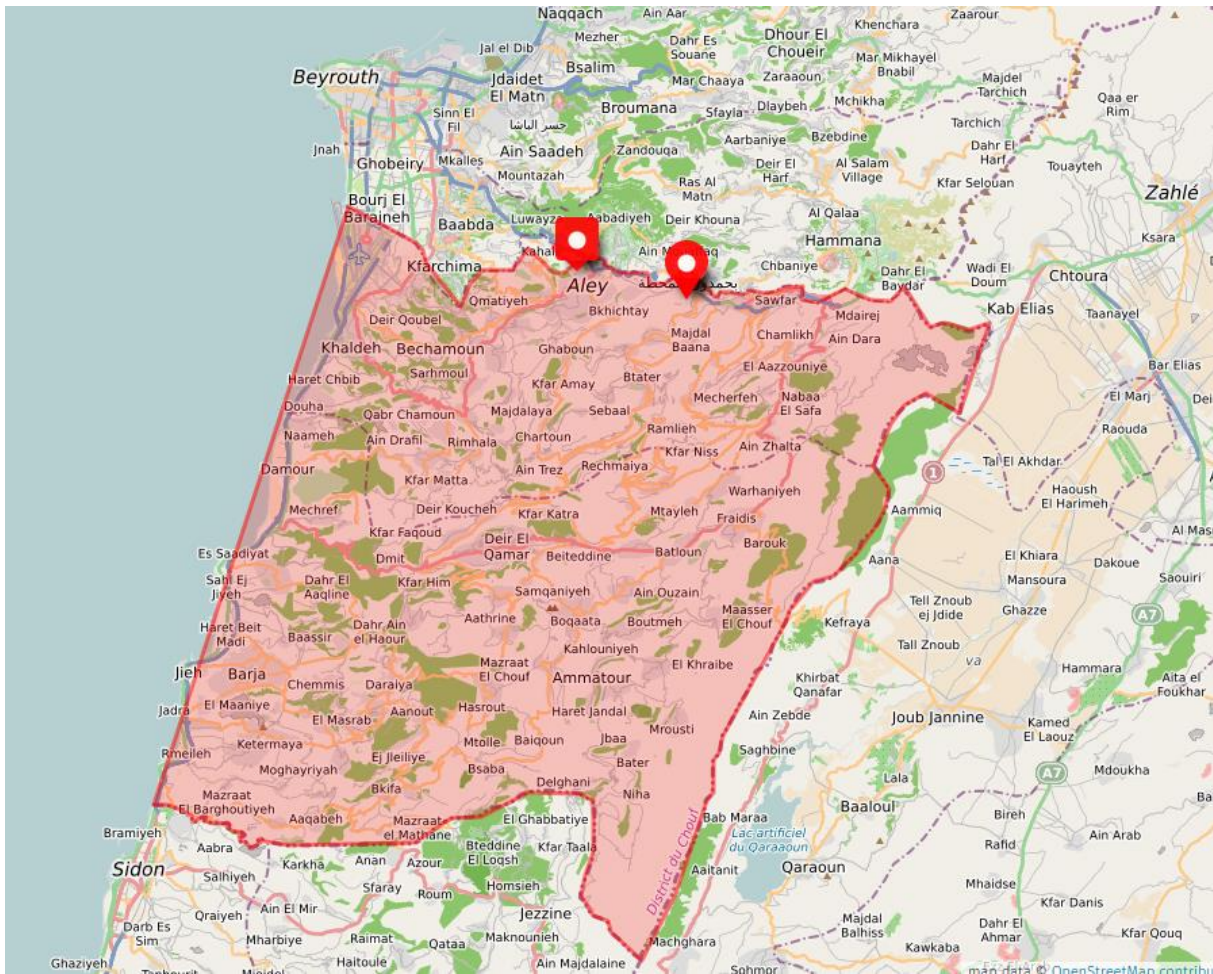 Naqqach
Ain Aar
Zaarour
Khenchara
Mezher
Dahr Es
Souane
Dhour El
Choueir
Jal el Dib
Bsalim
Mar Mikhayel
Bnabil
Beyrouth
Jdaidet
El Matn
Mar Chaaya
Zaraaoun
Majdel
Tarchich
Qaa er
Rim
Broumana
Sfayla
Dlaybeh
Mchikha
Sinn El
Fil
جسر الباشا
Tarchich
Aarbaniye
Bzebdine
Jnah
Ain Saadeh
Zandouqa
Dahr El
Harf
Ghobeiry
Mkalles
Mountazah
Deir El
Harf
Al Salam
Village
Touayteh
Ras Al
Matn
Kfar Selouan
Zahlé
Bourj El
Barajneh
Baabda
Aabadiyeh
Deir Khouna
Al Qalaa
Ksara
Hammana
Kfarchima
Chbaniye
Dahr El
Baydar
Wadi El
Doum
Chtoura
Aley
Qmatiyeh
Sawfar
Kab Elias
Taanayel
Deir Qoubel
Bkhichtay
Mdairej
Khaldeh
Bechamoun
Ghaboun
Majdal
Baana
Chamlikh
Ain Dara
Sarhmoul
El Aazzouniye
Bar Elias
Haret Chbib
Kfar Amay
Btater
Douha
Mecherfeh
Nabaa
El Safa
El Marj
Qabr Chamoun
Majdalaya
Sebaal
Naameh
Ain Drafil
Rimhala
Chartoun
Ramlieh
Raouda
Kfar Niss
Ain Zhalta
Damour
Ain Trez
Rechmaiya
Tal El Akhdar
1
Kfar Matta
Warhaniyeh
Haoush
El Harimeh
Mechref
Deir Koucheh
Kfar Katra
Mtayleh
Fraidis
Aammiq
Kfar Faqoud
Deir El
Qamar
Barouk
Es Saadiyat
Dmit
Beiteddine
Batloun
Aana
El Khiara
Dakoue
Sahl Ej
Jiyeh
Dahr El
Aaqline
Kfar Him
Mansoura
Saouiri
Samqaniyeh
Ain Ouzain
Tell Znoub
ej Jdide
Ghazze
A7
Maasser
El Chouf
Haret Beit
Madi
Baassir
Dahr Ain
el Haour
Aathrine
Boqaata
Boutmeh
Kefraya
Tall Znoub
Kahlouniyeh
va
Jieh
Barja
Mazraat
El Chouf
El Khraibe
Hammara
Chemmis
Daraiya
Ammatour
Khirbat
Qanafar
Aita el
Foukhar
Jadra
El Maaniye
Aanout
Hasrout
Haret Jandal
Ain Zebde
Joub Jannine
El Masrab
Mrousti
Kamed
El Laouz
Rmeileh
Ketermaya
Mtolle
Baiqoun
Jbaa
Saghbine
Ej Jleiliye
Bater
A7
Moghayriyah
Bsaba
Lala
Mdoukha
Bkifa
Delghani
Niha
Mazraat
El Barghoutiyeh
Baaloul
Aaqabeh
Mazraat
el Mathane
El Ghabbatiye
Bab Maraa
Bireh
Bramiyeh
Lac artificiel
du Qaraaoun
Ain Arab
Aabra
Bteddine
El Loqsh
Kfar Taala
Rafid
Sidon
Karkha
Anan
Azour
District du Chouf
Aaitanit
Qaraoun
Salhiyeh
Sfaray
Roum
Homsieh
Mhaidse
Kfar Danis
Qraiyeh
Ain El Mir
Jezzine
Majdal
Balhiss
Dahr El
Ahmar
Darb Es
Sim
Mharbiye
Raimat
Qataa
Maknounieh
Machghara
Kfar Qouq
Kawkaba
Ghaziyeh
Haitoule
Ain Majdalaine
Sohmor